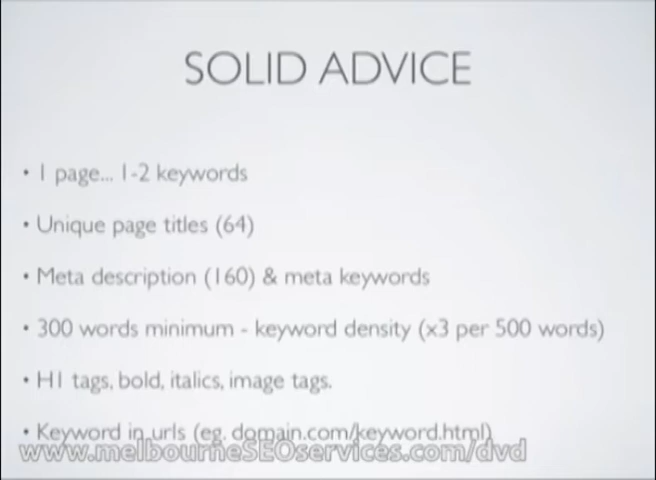 SOLID ADVICE
• 1 page... 1-2 keywords
• Unique page titles (64)
• Meta description (160) & meta keywords
• 300 words minimum - keyword density (x3 per 500 words)
• H1 tags, bold, italics, image tags.
• Keyword in urls (eg. domain.com/keyword.html)
www.melbourneSEOservices.com/dvd